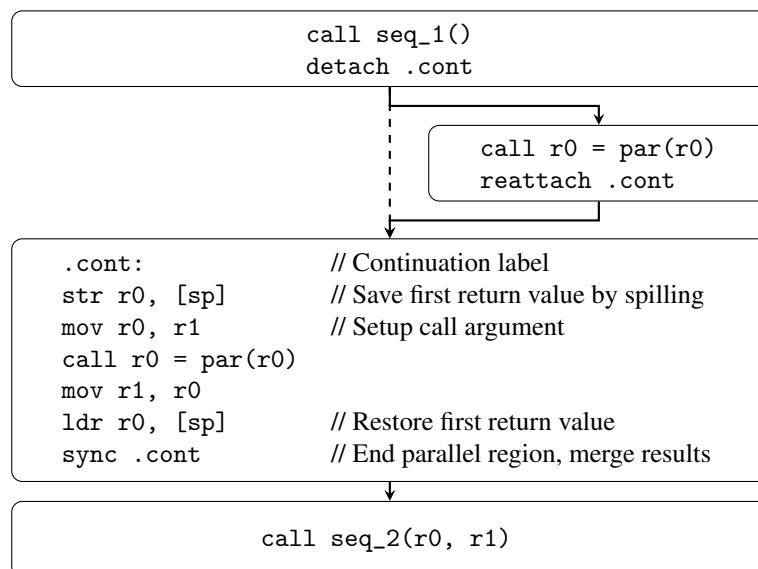 call seq_1()
detach .cont
call r0 = par(r0)
reattach .cont
.cont: // Continuation label
str r0, [sp] // Save first return value by spilling
mov r0, r1 // Setup call argument
call r0 = par(r0)
mov r1, r0
ldr r0, [sp] // Restore first return value
sync .cont // End parallel region, merge results
call seq_2(r0, r1)